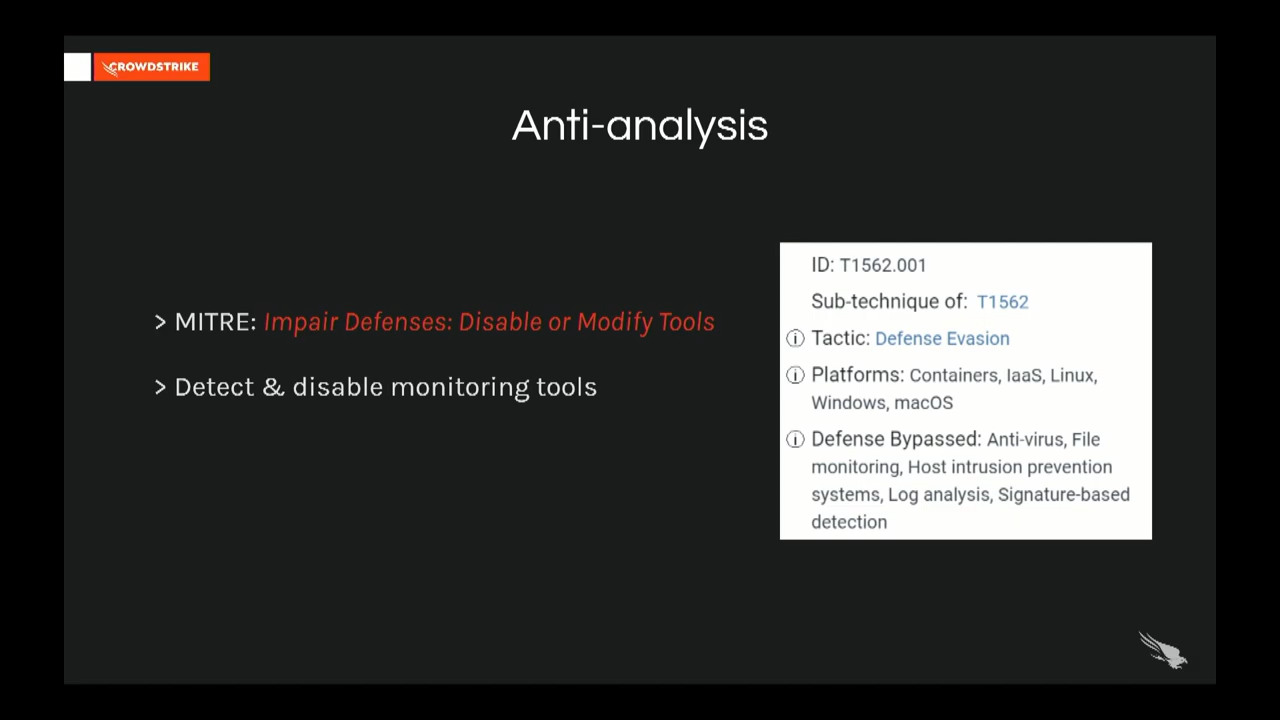 CROWDSTRIKE
Anti-analysis
> MITRE: Impair Defenses: Disable or Modify Tools
> Detect & disable monitoring tools
ID: T1562.001
Sub-technique of: T1562
Tactic: Defense Evasion
Platforms: Containers, IaaS, Linux,
Windows, macOS
Defense Bypassed: Anti-virus, File
monitoring, Host intrusion prevention
systems, Log analysis, Signature-based
detection